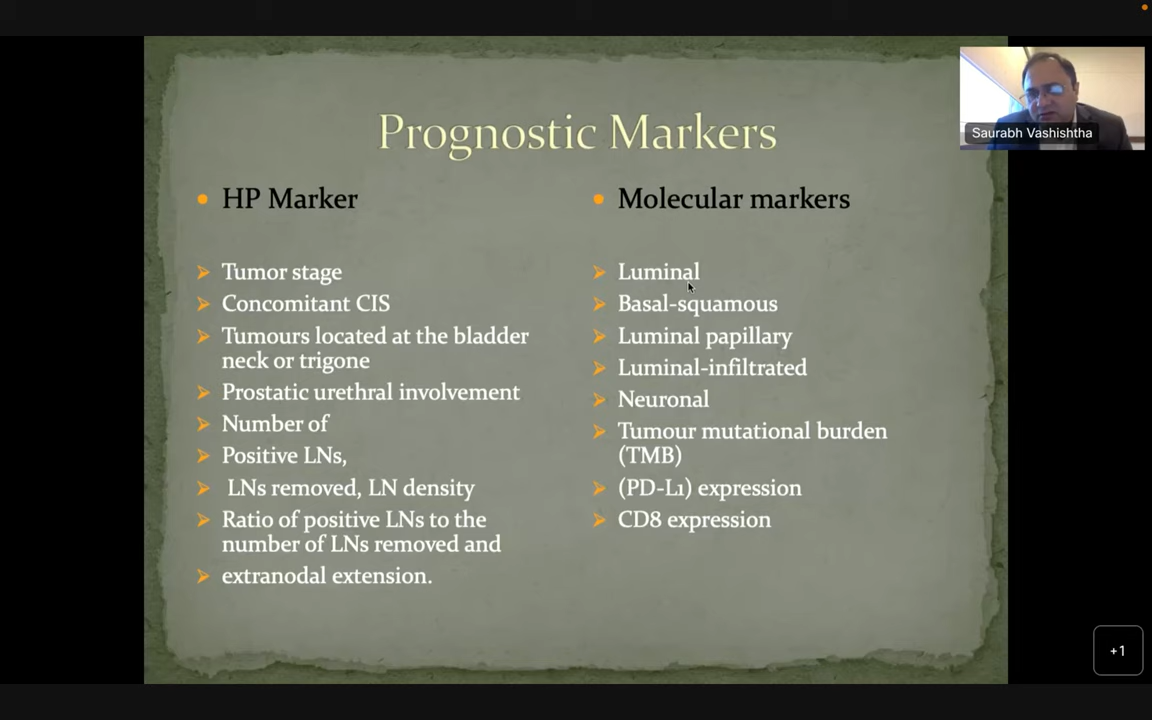 Prognostic Markers
HP Marker
Tumor stage
Concomitant CIS
Tumours located at the bladder
neck or trigone
Prostatic urethral involvement
Number of
Positive LNs,
LNs removed, LN density
Ratio of positive LNs to the
number of LNs removed and
extranodal extension.
Molecular markers
Luminal
Basal-squamous
Luminal papillary
Luminal-infiltrated
Neuronal
Tumour mutational burden
(TMB)
(PD-L1) expression
CD8 expression
Saurabh Vashishtha
+1